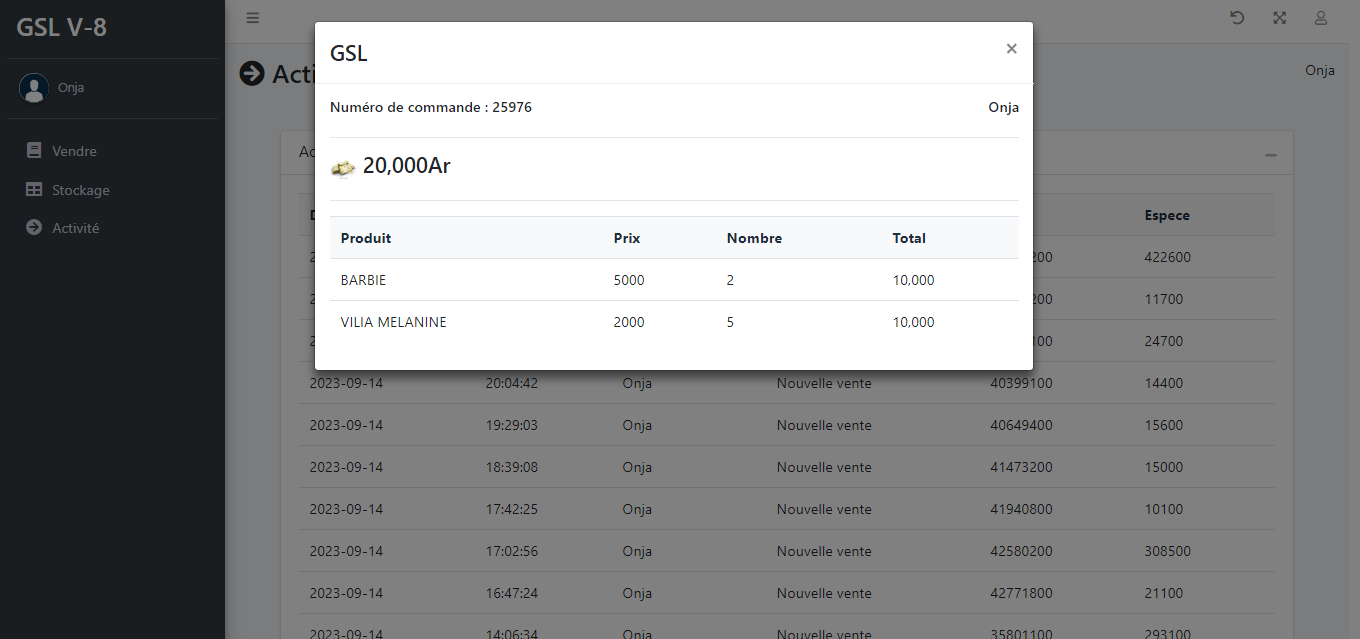 GSL V-8
Onja
Vendre
Stockage
Activité
Acti
Onja
GSL ×
Numéro de commande : 25976 Onja
20,000Ar
Produit Prix Nombre Total
BARBIE 5000 2 10,000
VILIA MELANINE 2000 5 10,000
Espece
200 422600
200 11700
100 24700
2023-09-14 20:04:42 Onja Nouvelle vente 40399100 14400
2023-09-14 19:29:03 Onja Nouvelle vente 40649400 15600
2023-09-14 18:39:08 Onja Nouvelle vente 41473200 15000
2023-09-14 17:42:25 Onja Nouvelle vente 41940800 10100
2023-09-14 17:02:56 Onja Nouvelle vente 42580200 308500
2023-09-14 16:47:24 Onja Nouvelle vente 42771800 21100
2023-09-14 14:06:34 Onja Nouvelle vente 35801100 293100